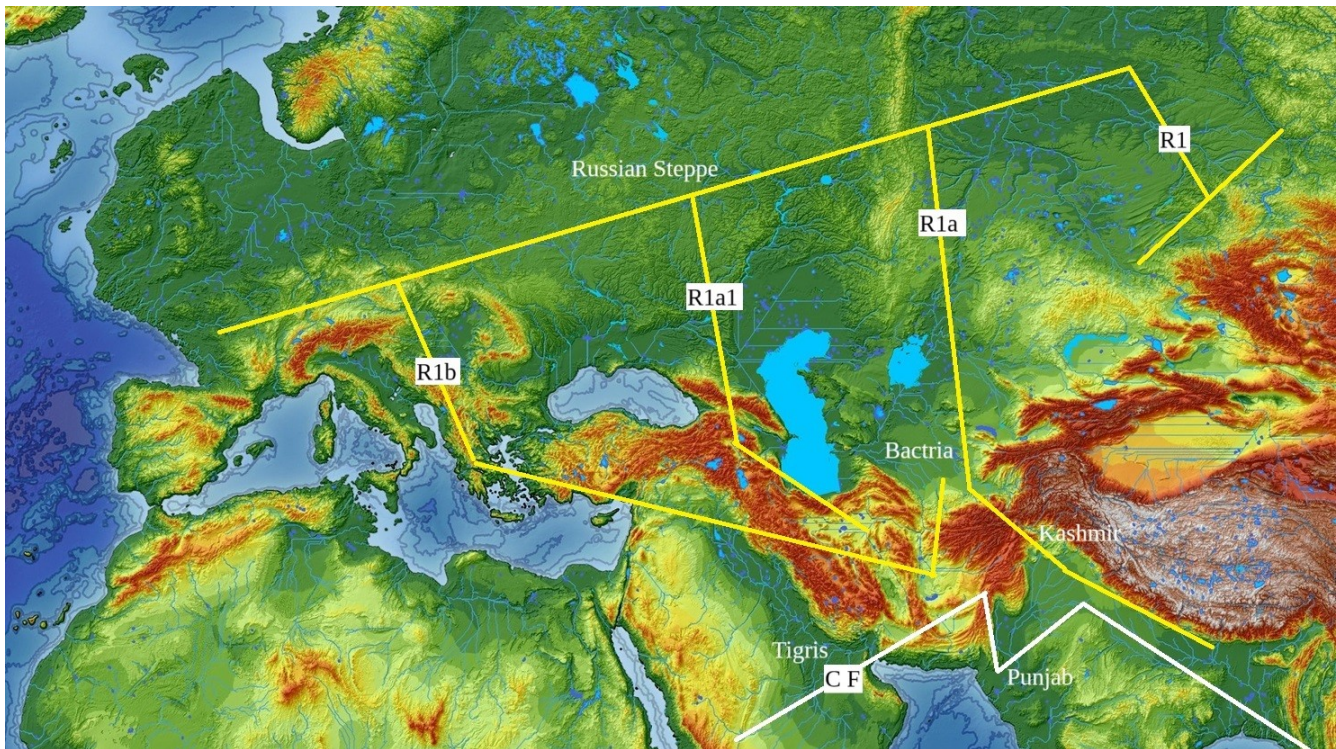 R1
Russian Steppe
R1a
R1a1
R1b
Bactria
Kashmir
Tigris
Punjab
C F